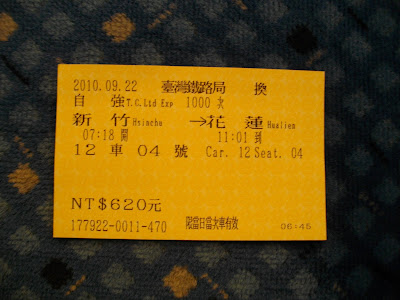 2010.09.22 臺灣鐵路局 換
自強 T.C.Ltd Exp 1000 次
新竹 Hsinchu →花蓮 Hualien
07:18 開 11:01 到
12 車 04 號 Car. 12 Seat. 04
NT$620元
177922-0011-470 限當日當次車有效 06:45